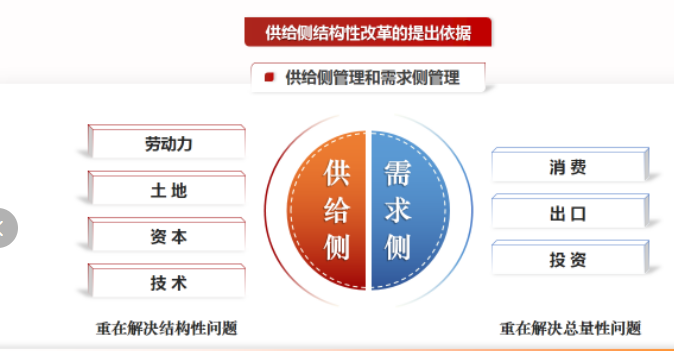 供给侧结构性改革的提出依据
供给侧管理和需求侧管理
劳动力
土地
资本
技术
重在解决结构性问题
供给侧
需求侧
消费
出口
投资
重在解决总量性问题